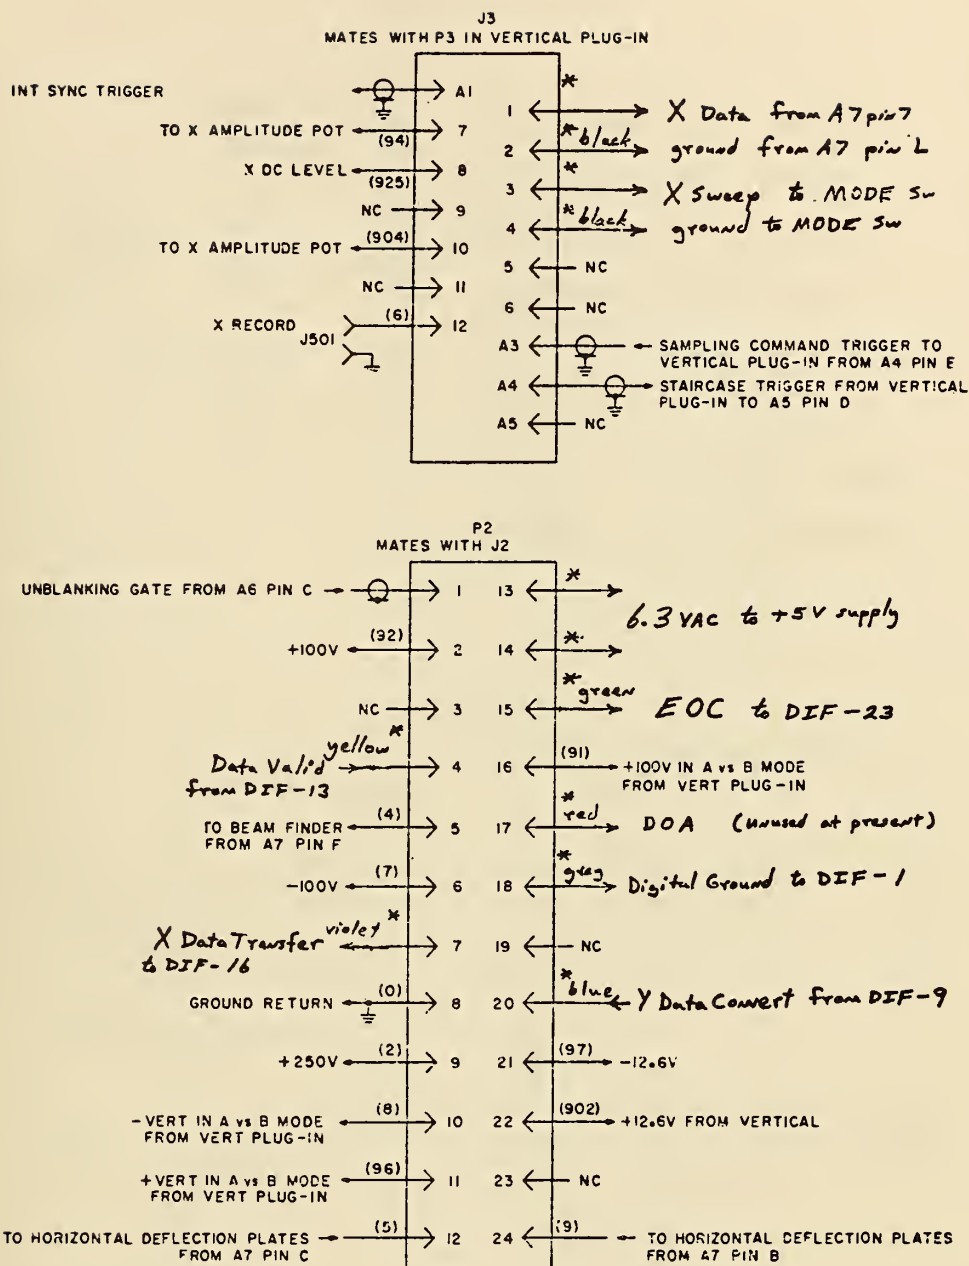 J3
MATES WITH P3 IN VERTICAL PLUG-IN
INT SYNC TRIGGER
A1
TO X AMPLITUDE POT
(94)
7
X DC LEVEL
(925)
8
NC
9
TO X AMPLITUDE POT
(904)
10
NC
11
X RECORD
J501
(6)
12
*
1
X Data from A7 pin 7
* black
2
ground from A7 pin L
*
3
X Sweep to MODE Sw
* black
4
ground to MODE Sw
5
NC
6
NC
A3
SAMPLING COMMAND TRIGGER TO
VERTICAL PLUG-IN FROM A4 PIN E
A4
STAIRCASE TRIGGER FROM VERTICAL
PLUG-IN TO A5 PIN D
A5
NC
P2
MATES WITH J2
UNBLANKING GATE FROM A6 PIN C
1
+100V
(92)
2
NC
3
Data Valid
from DIF-13
yellow *
4
TO BEAM FINDER
FROM A7 PIN F
(4)
5
-100V
(7)
6
X Data Transfer
to DIF-16
violet *
7
GROUND RETURN
(0)
8
+250V
(2)
9
-VERT IN A vs B MODE
FROM VERT PLUG-IN
(8)
10
+VERT IN A vs B MODE
FROM VERT PLUG-IN
(96)
11
TO HORIZONTAL DEFLECTION PLATES
FROM A7 PIN C
(5)
12
13
*
6.3 VAC to +5V supply
14
*
15
* green
EOC to DIF-23
16
(91)
+100V IN A vs B MODE
FROM VERT PLUG-IN
17
* red
DOA (unused at present)
18
* grey
Digital Ground to DIF-1
19
NC
20
* blue
Y Data Convert from DIF-9
21
(97)
-12.6V
22
(902)
+12.6V FROM VERTICAL
23
NC
24
(9)
TO HORIZONTAL DEFLECTION PLATES
FROM A7 PIN B